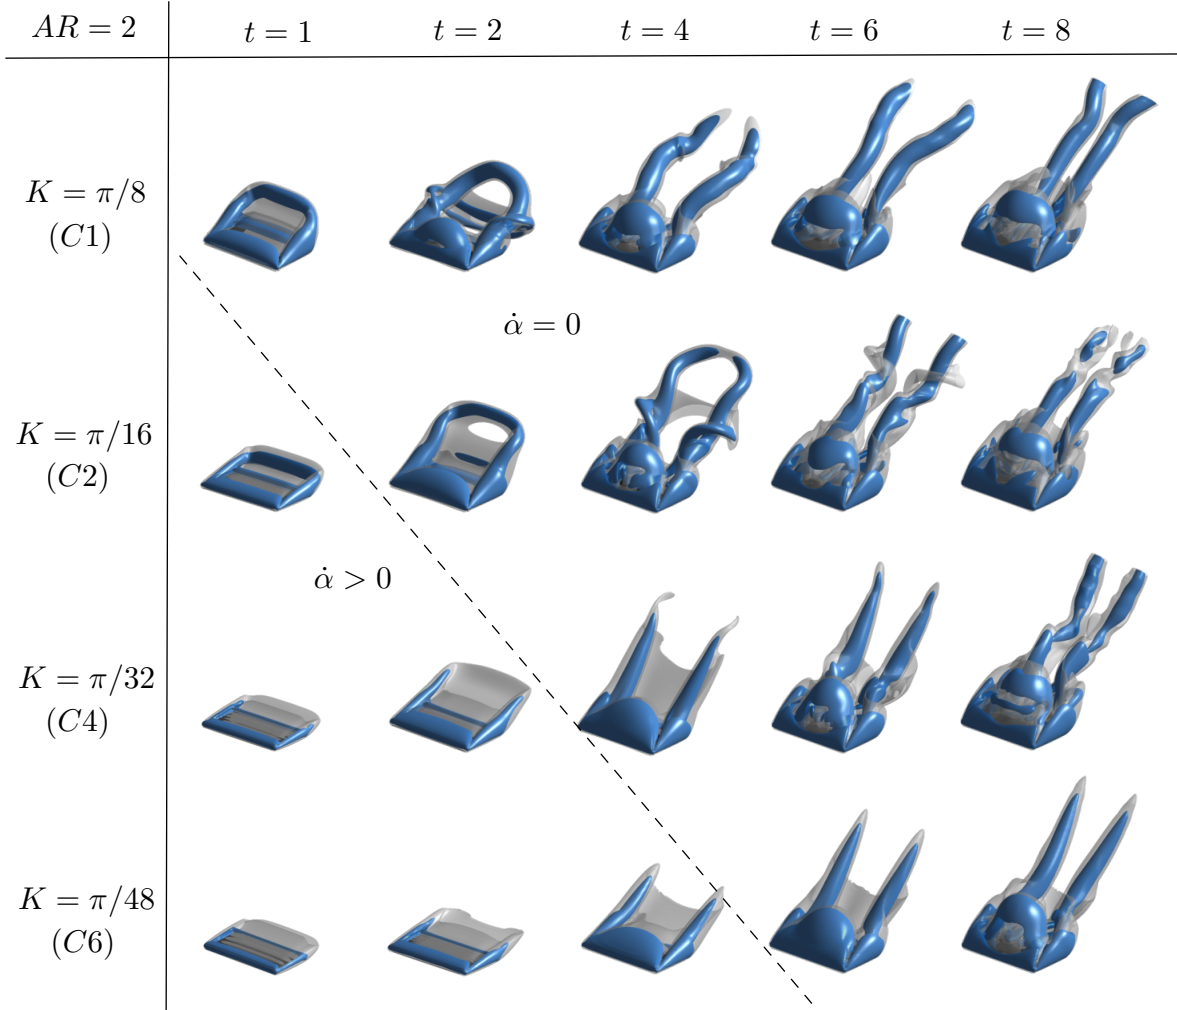 AR = 2 t = 1 t = 2 t = 4 t = 6 t = 8
K = π/8
(C1)
α̇ = 0
K = π/16
(C2)
α̇ > 0
K = π/32
(C4)
K = π/48
(C6)